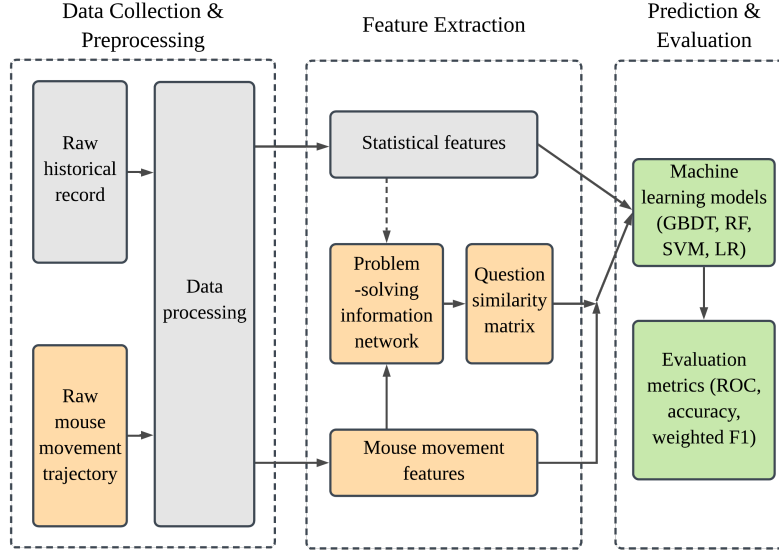 Data Collection &
Preprocessing
Feature Extraction
Prediction &
Evaluation
Raw
historical
record
Data
processing
Raw
mouse
movement
trajectory
Statistical features
Problem
-solving
information
network
Question
similarity
matrix
Mouse movement
features
Machine
learning models
(GBDT, RF,
SVM, LR)
Evaluation
metrics (ROC,
accuracy,
weighted F1)